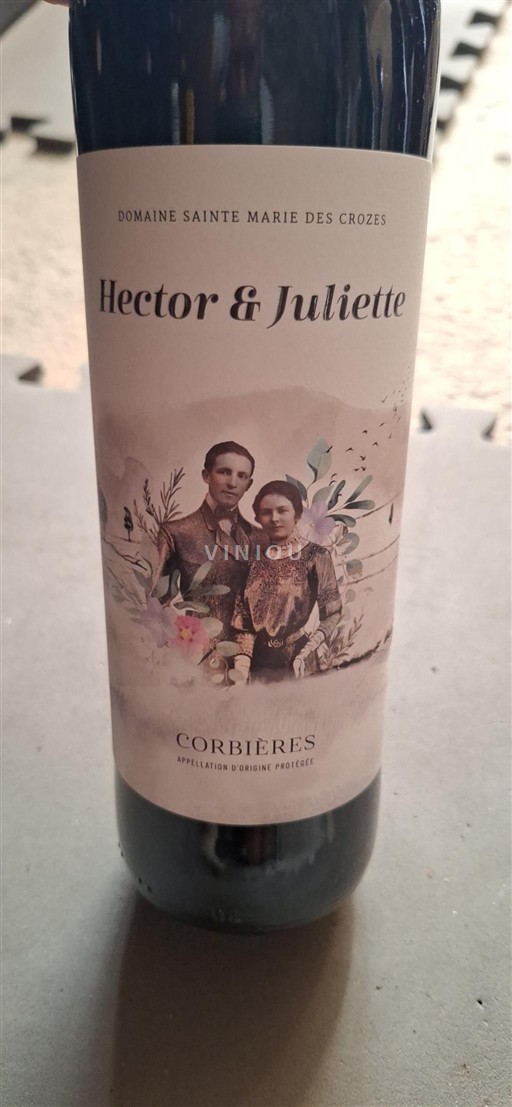 DOMAINE SAINTE MARIE DES CROZES
Hector & Juliette
VINIOU
CORBIÈRES
APPELLATION D'ORIGINE PROTÉGÉE